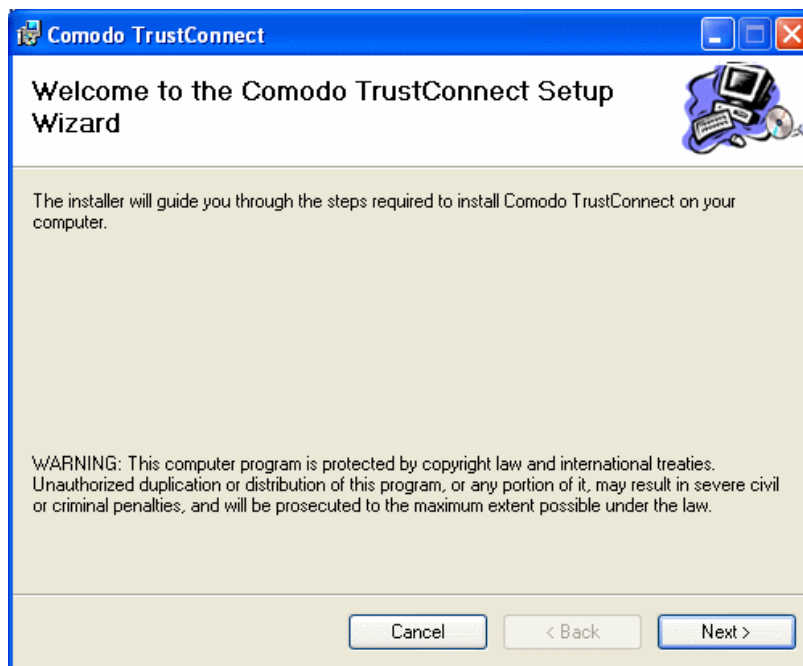 Comodo TrustConnect
Welcome to the Comodo TrustConnect Setup
Wizard
The installer will guide you through the steps required to install Comodo TrustConnect on your
computer.
WARNING: This computer program is protected by copyright law and international treaties.
Unauthorized duplication or distribution of this program, or any portion of it, may result in severe civil
or criminal penalties, and will be prosecuted to the maximum extent possible under the law.
Cancel
< Back
Next >